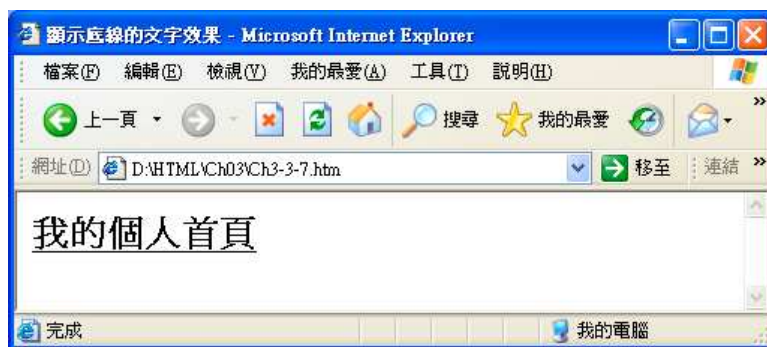 顯示底線的文字效果 - Microsoft Internet Explorer
檔案(F) 編輯(E) 檢視(V) 我的最愛(A) 工具(T) 說明(H)
上一頁 搜尋 我的最愛 »
網址(D) D:\HTML\Ch03\Ch3-3-7.htm 移至 連結 »
我的個人首頁
完成 我的電腦